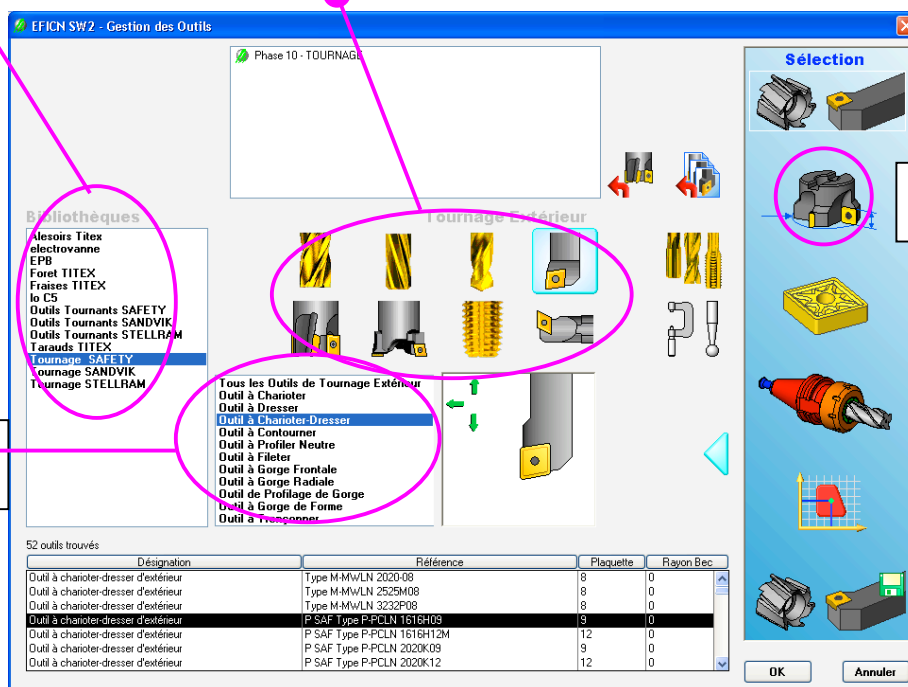 EFICN SW2 - Gestion des Outils
Phase 10 - TOURNAGE
Sélection
Bibliothèques
Tournage Extérieur
Alesoirs Titex
electrovanne
EPB
Foret TITEX
Fraises TITEX
Io C5
Outils Tournants SAFETY
Outils Tournants SANDVIK
Outils Tournants STELLRAM
Tarauds TITEX
Tournage SAFETY
Tournage SANDVIK
Tournage STELLRAM
Tous les Outils de Tournage Extérieur
Outil à Charioter
Outil à Dresser
Outil à Charioter-Dresser
Outil à Contourner
Outil à Profiler Neutre
Outil à Fileter
Outil à Gorge Frontale
Outil à Gorge Radiale
Outil de Profilage de Gorge
Outil à Gorge de Forme
Outil à Tronçonner
52 outils trouvés
Désignation Référence Plaquette Rayon Bec
Outil à charioter-dresser d'extérieur Type M-MWLN 2020-08 8 0
Outil à charioter-dresser d'extérieur Type M-MWLN 2525M08 8 0
Outil à charioter-dresser d'extérieur Type M-MWLN 3232P08 8 0
Outil à charioter-dresser d'extérieur P SAF Type P-PCLN 1616H09 9 0
Outil à charioter-dresser d'extérieur P SAF Type P-PCLN 1616H12M 12 0
Outil à charioter-dresser d'extérieur P SAF Type P-PCLN 2020K09 9 0
Outil à charioter-dresser d'extérieur P SAF Type P-PCLN 2020K12 12 0
OK Annuler